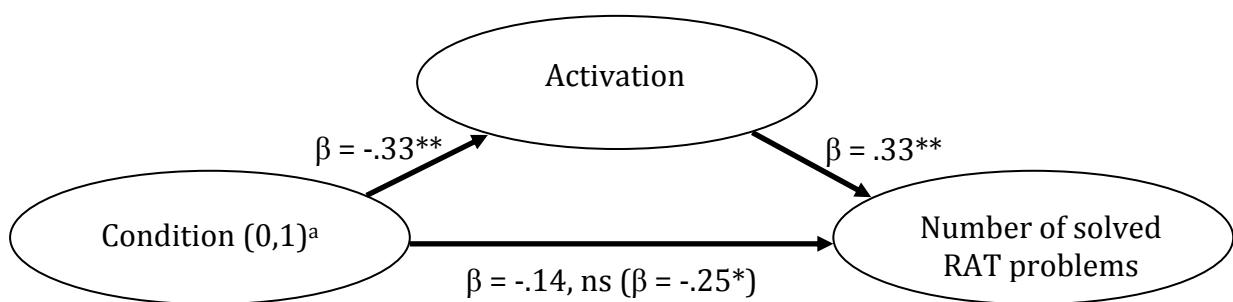 Activation
β = -.33**
β = .33**
Condition (0,1)ᵃ
Number of solved
RAT problems
β = -.14, ns (β = -.25*)